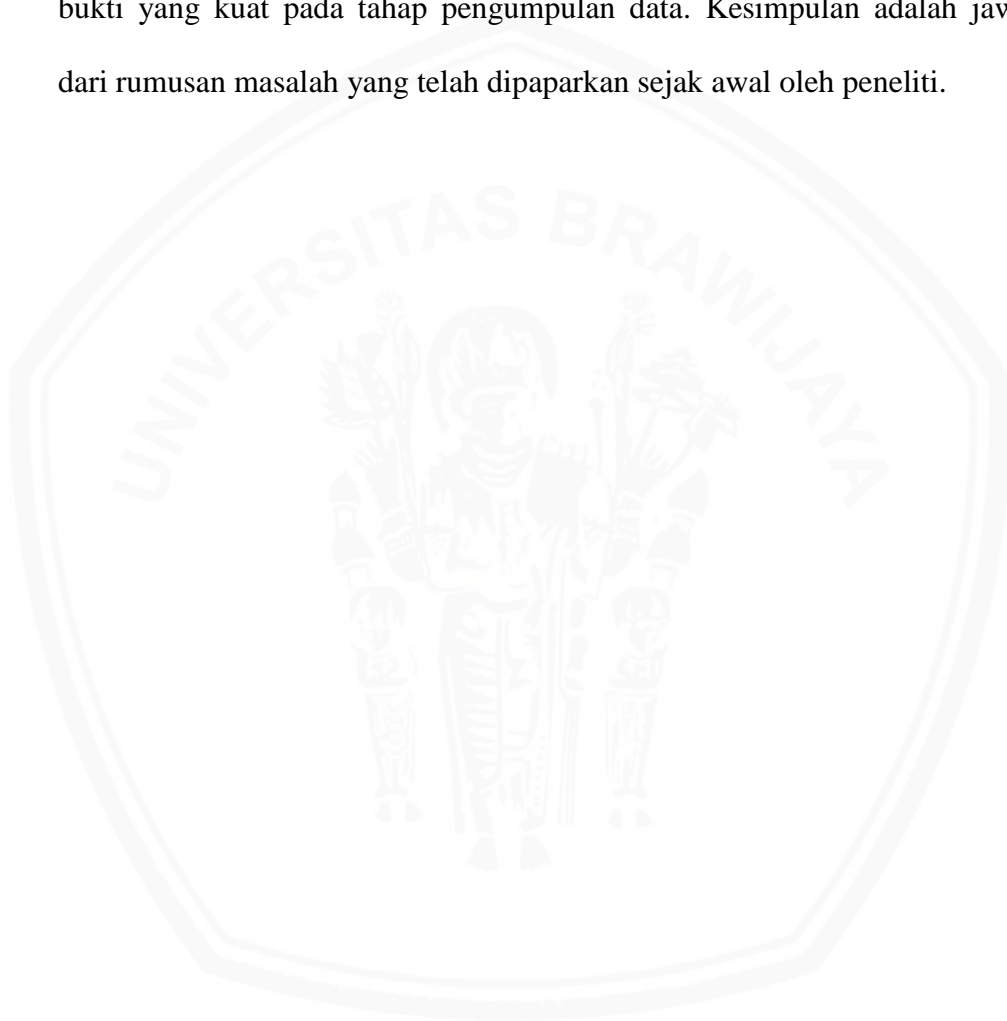 bukti yang kuat pada tahap pengumpulan data. Kesimpulan adalah
dari rumusan masalah yang telah dipaparkan sejak awal oleh peneliti.
UNIVERSITAS BRAWIJAYA